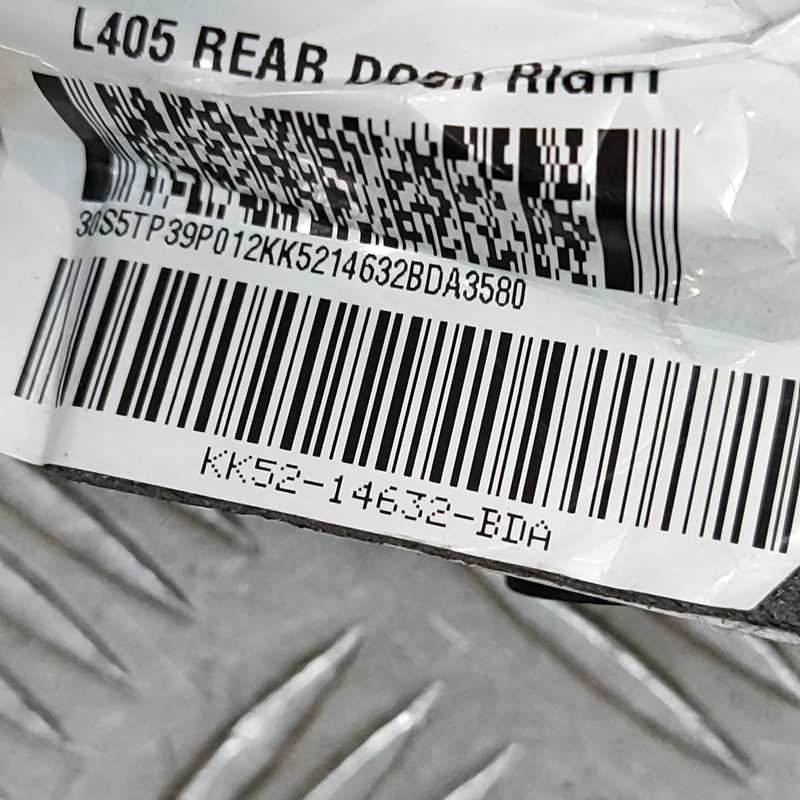 L405 REAR Door Right
30S5TP39P012KK5214632BDA3580
KK52-14632-BDA